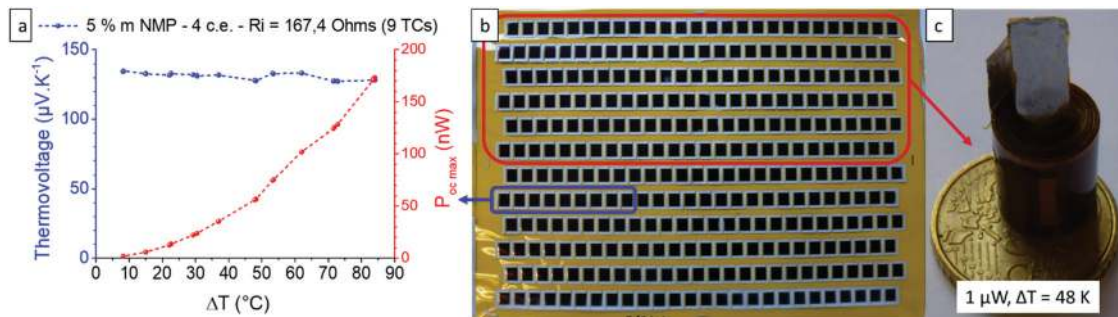 a
5 % m NMP - 4 c.e. - Ri = 167,4 Ohms (9 TCs)
Thermovoltage (µV.K⁻¹)
150
100
50
0
0 10 20 30 40 50 60 70 80 90
ΔT (°C)
200
150
100
50
0
P oc max (nW)
b
c
1 µW, ΔT = 48 K